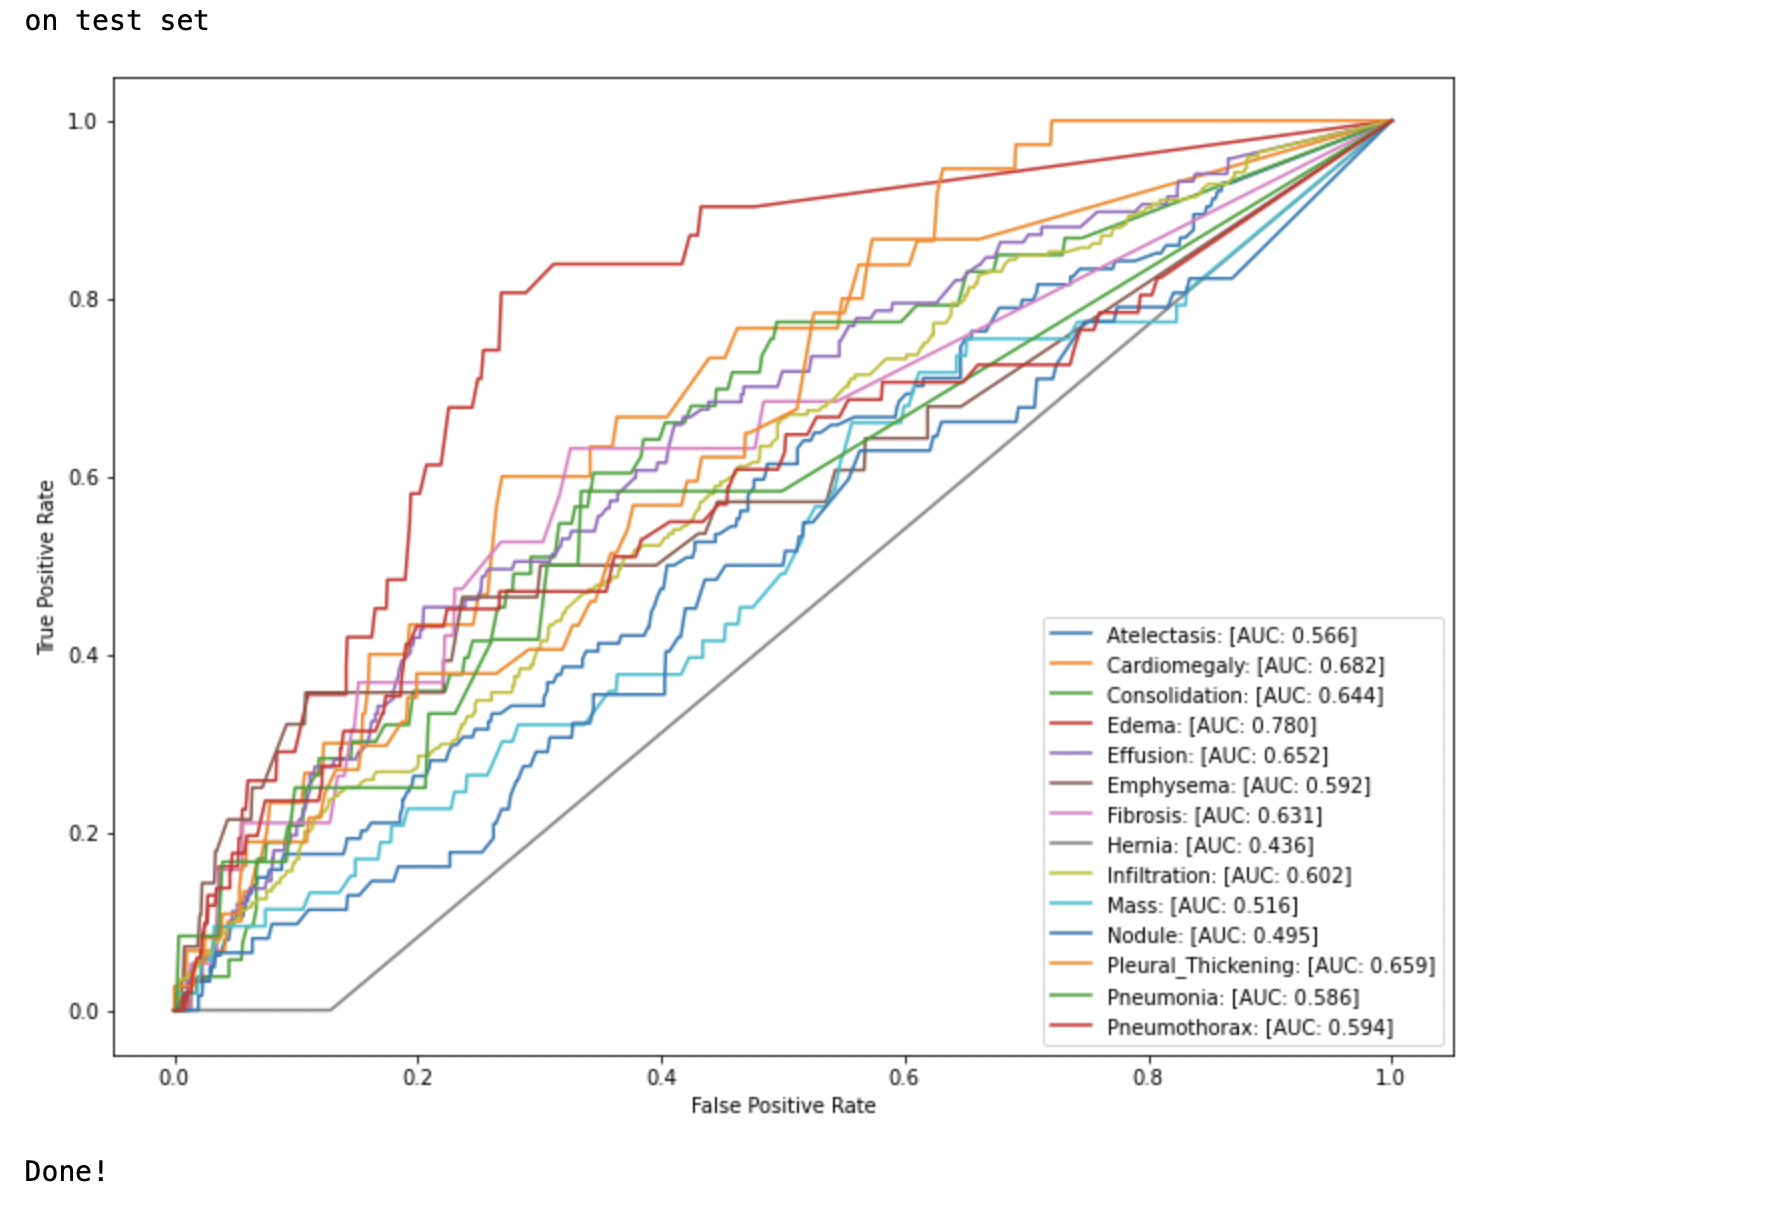 on test set
1.0
0.8
0.6
0.4
0.2
0.0
True Positive Rate
Atelectasis: [AUC: 0.566]
Cardiomegaly: [AUC: 0.682]
Consolidation: [AUC: 0.644]
Edema: [AUC: 0.780]
Effusion: [AUC: 0.652]
Emphysema: [AUC: 0.592]
Fibrosis: [AUC: 0.631]
Hernia: [AUC: 0.436]
Infiltration: [AUC: 0.602]
Mass: [AUC: 0.516]
Nodule: [AUC: 0.495]
Pleural_Thickening: [AUC: 0.659]
Pneumonia: [AUC: 0.586]
Pneumothorax: [AUC: 0.594]
0.0 0.2 0.4 0.6 0.8 1.0
False Positive Rate
Done!